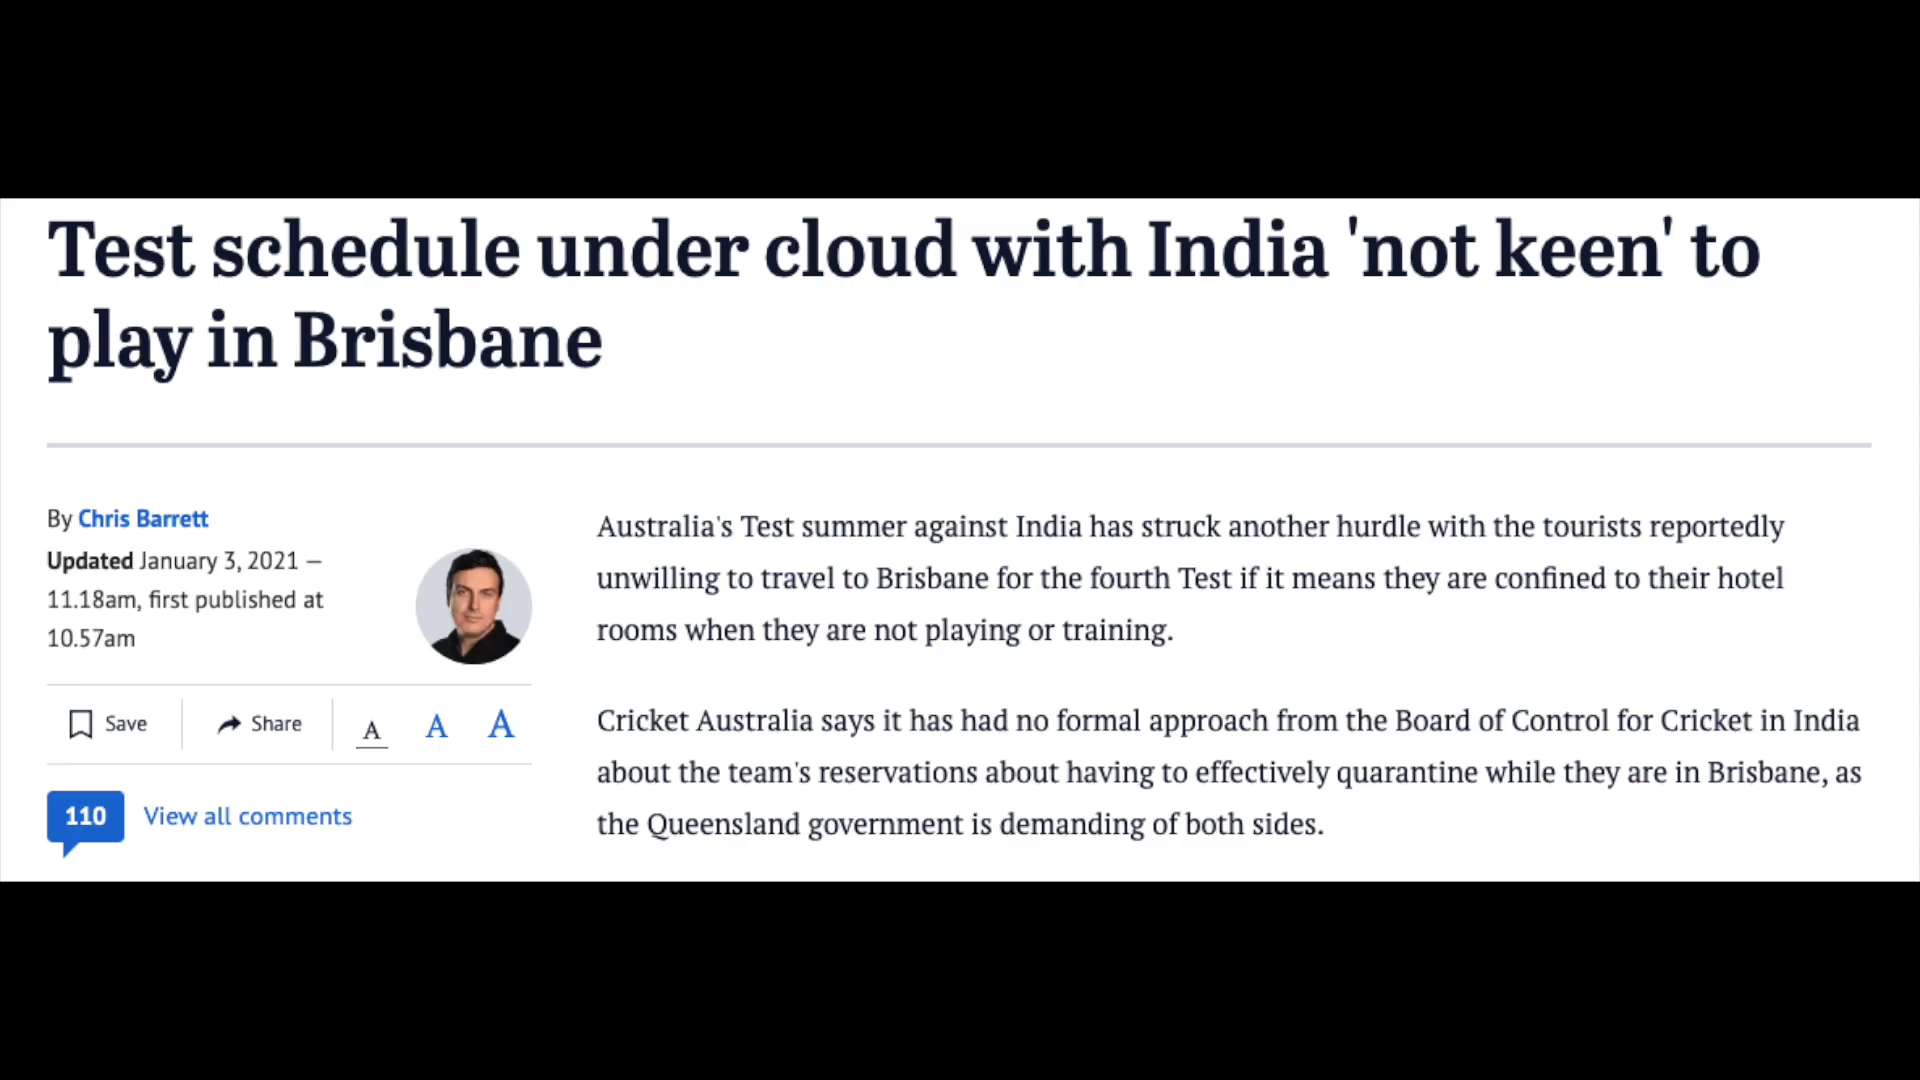 Test schedule under cloud with India 'not keen' to
play in Brisbane
By Chris Barrett
Updated January 3, 2021 —
11.18am, first published at
10.57am
Save
Share
A
A
A
110
View all comments
Australia's Test summer against India has struck another hurdle with the tourists reportedly
unwilling to travel to Brisbane for the fourth Test if it means they are confined to their hotel
rooms when they are not playing or training.
Cricket Australia says it has had no formal approach from the Board of Control for Cricket in India
about the team's reservations about having to effectively quarantine while they are in Brisbane, as
the Queensland government is demanding of both sides.